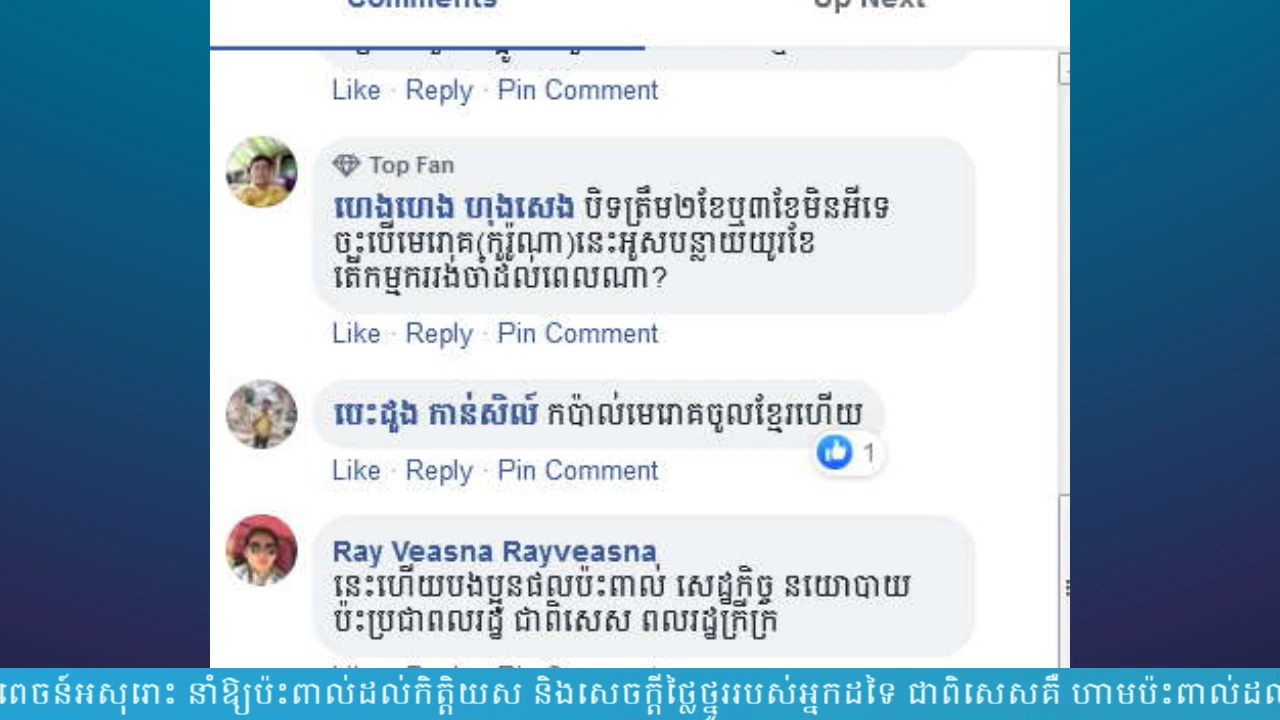 Comments
Up Next
Like · Reply · Pin Comment
Top Fan
ហេងហេង ហុងសេង បិទត្រឹម២ខែឬ៣ខែមិនអីទេ
ចុះបើមេរោគ(កូរ៉ូណា)នេះអូសបន្លាយយូរខែ
តើកម្មកររង់ចាំដល់ពេលណា?
Like · Reply · Pin Comment
បេះដូង កាន់សិល៍ កប៉ាល់មេរោគចូលខ្មែរហើយ
1
Like · Reply · Pin Comment
Ray Veasna Rayveasna
នេះហើយបងប្អូនផលប៉ះពាល់ សេដ្ឋកិច្ច នយោបាយ
ប៉ះប្រជាពលរដ្ឋ ជាពិសេស ពលរដ្ឋក្រីក្រ
ពេចន៍អសុរោះ នាំឱ្យប៉ះពាល់ដល់កិត្តិយស និងសេចក្ដីថ្លៃថ្នូររបស់អ្នកដទៃ ជាពិសេសគឺ ហាមប៉ះពាល់ដល់